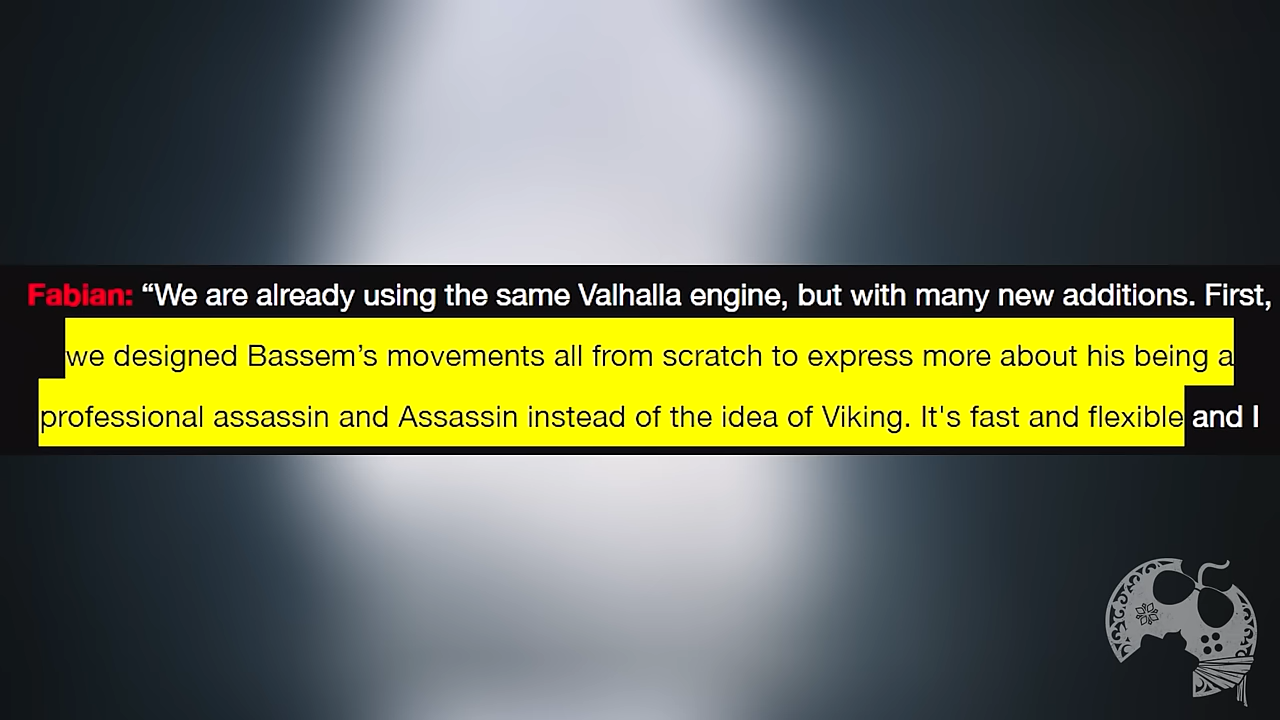 Fabian: “We are already using the same Valhalla engine, but with many new additions. First,
we designed Bassem’s movements all from scratch to express more about his being a
professional assassin and Assassin instead of the idea of Viking. It's fast and flexible and I